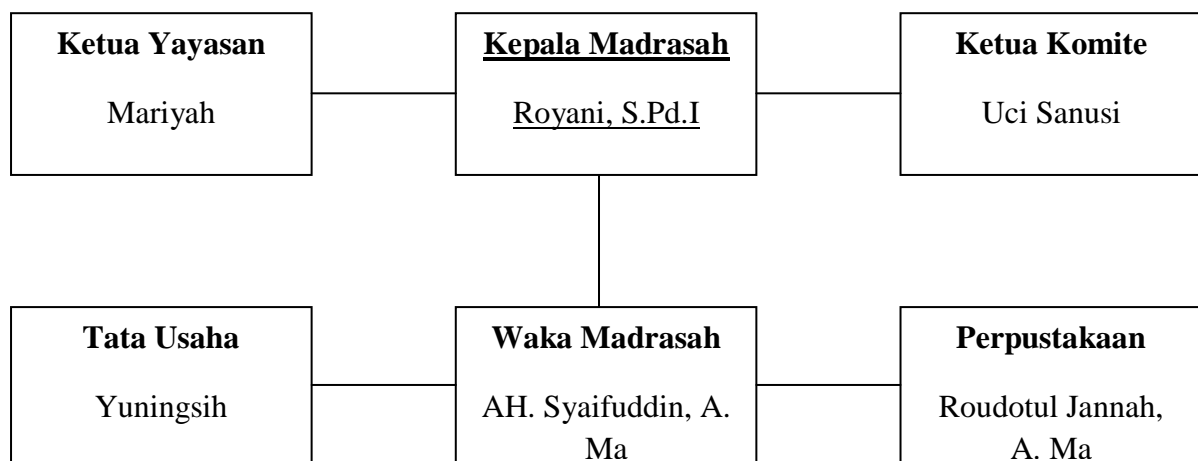 Ketua Yayasan
Mariyah
Kepala Madrasah
Royani, S.Pd.I
Ketua Komite
Uci Sanusi
Tata Usaha
Yuningsih
Waka Madrasah
AH. Syaifuddin, A.
Ma
Perpustakaan
Roudotul Jannah,
A. Ma